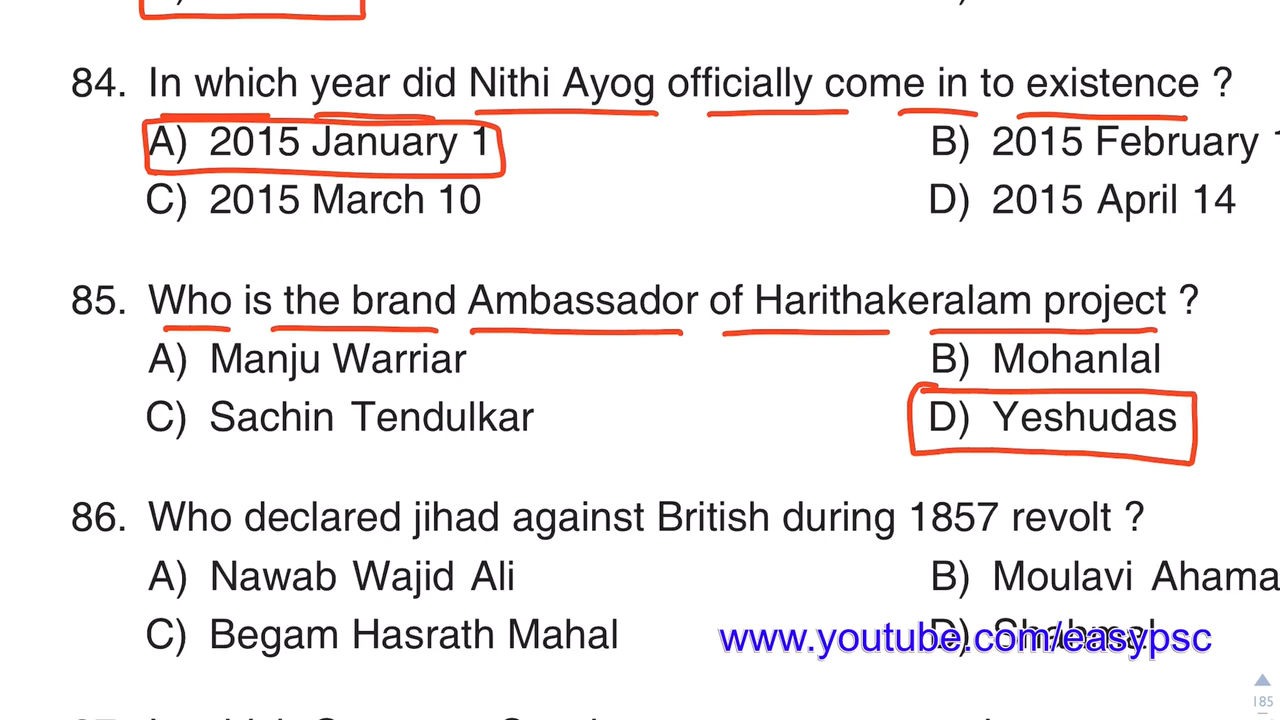 84. In which year did Nithi Ayog officially come in to existence ?
A) 2015 January 1 B) 2015 February
C) 2015 March 10 D) 2015 April 14
85. Who is the brand Ambassador of Harithakeralam project ?
A) Manju Warriar B) Mohanlal
C) Sachin Tendulkar D) Yeshudas
86. Who declared jihad against British during 1857 revolt ?
A) Nawab Wajid Ali B) Moulavi Ahama
C) Begam Hasrath Mahal D)
www.youtube.com/easypsc
185